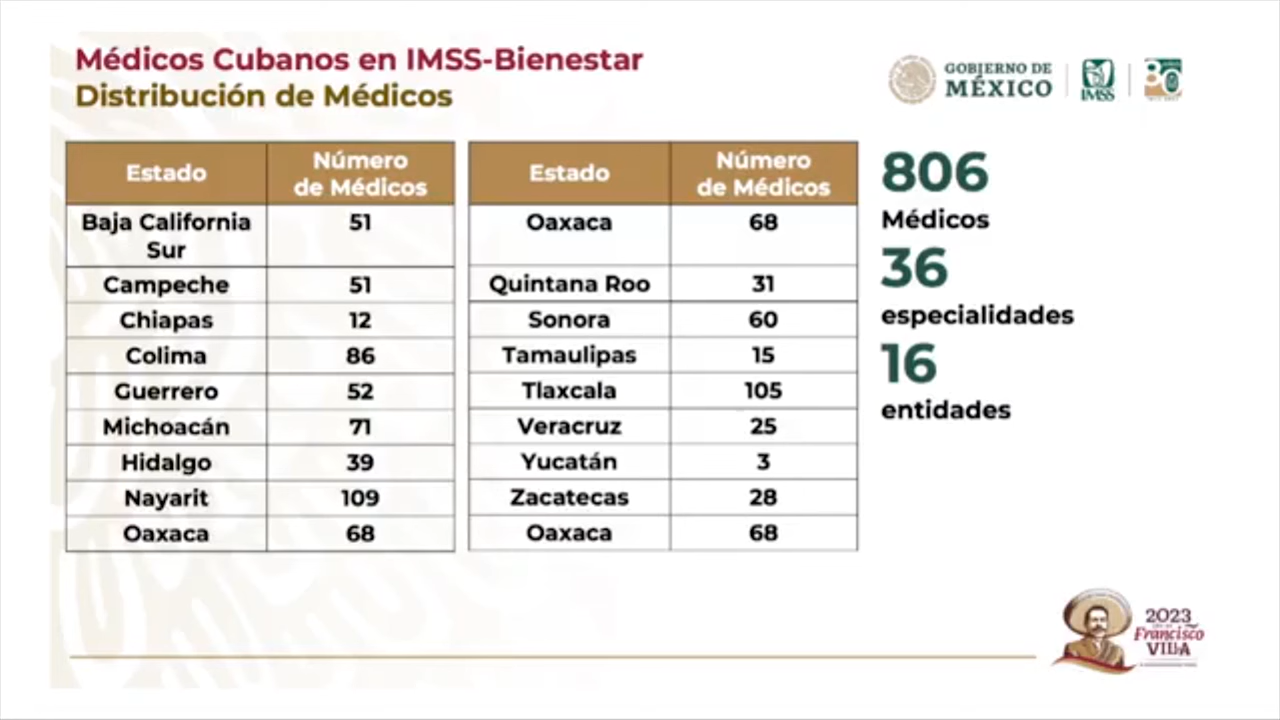 Médicos Cubanos en IMSS-Bienestar
Distribución de Médicos
GOBIERNO DE
MÉXICO
IMSS
80
Estado
Número
de Médicos
Baja California
Sur
51
Campeche 51
Chiapas 12
Colima 86
Guerrero 52
Michoacán 71
Hidalgo 39
Nayarit 109
Oaxaca 68
Estado
Número
de Médicos
Oaxaca 68
Quintana Roo 31
Sonora 60
Tamaulipas 15
Tlaxcala 105
Veracruz 25
Yucatán 3
Zacatecas 28
Oaxaca 68
806
Médicos
36
especialidades
16
entidades
2023
Francisco
VILLA